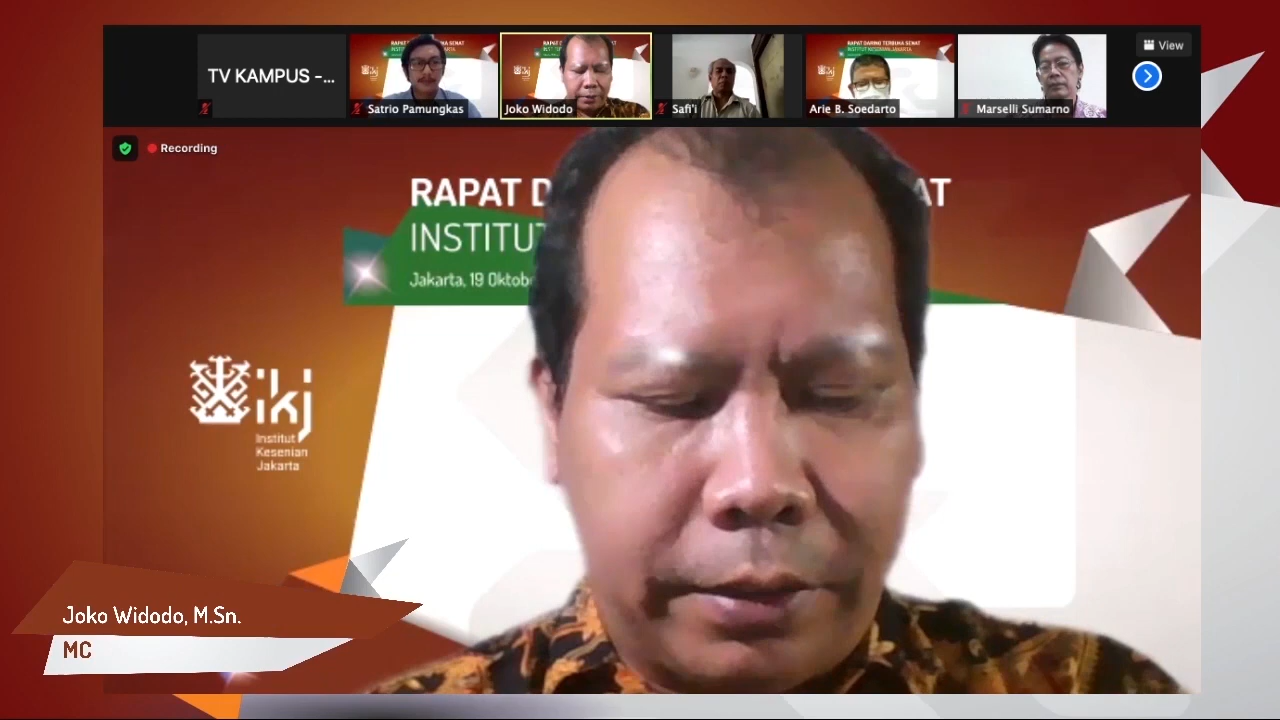 TV KAMPUS -...
Satrio Pamungkas
Joko Widodo
Safi'i
Arie B. Soedarto
Marselli Sumarno
View
Recording
RAPAT D AT
INSTITUT
Jakarta, 19 Oktobe
ikj
Institut
Kesenian
Jakarta
Joko Widodo, M.Sn.
MC